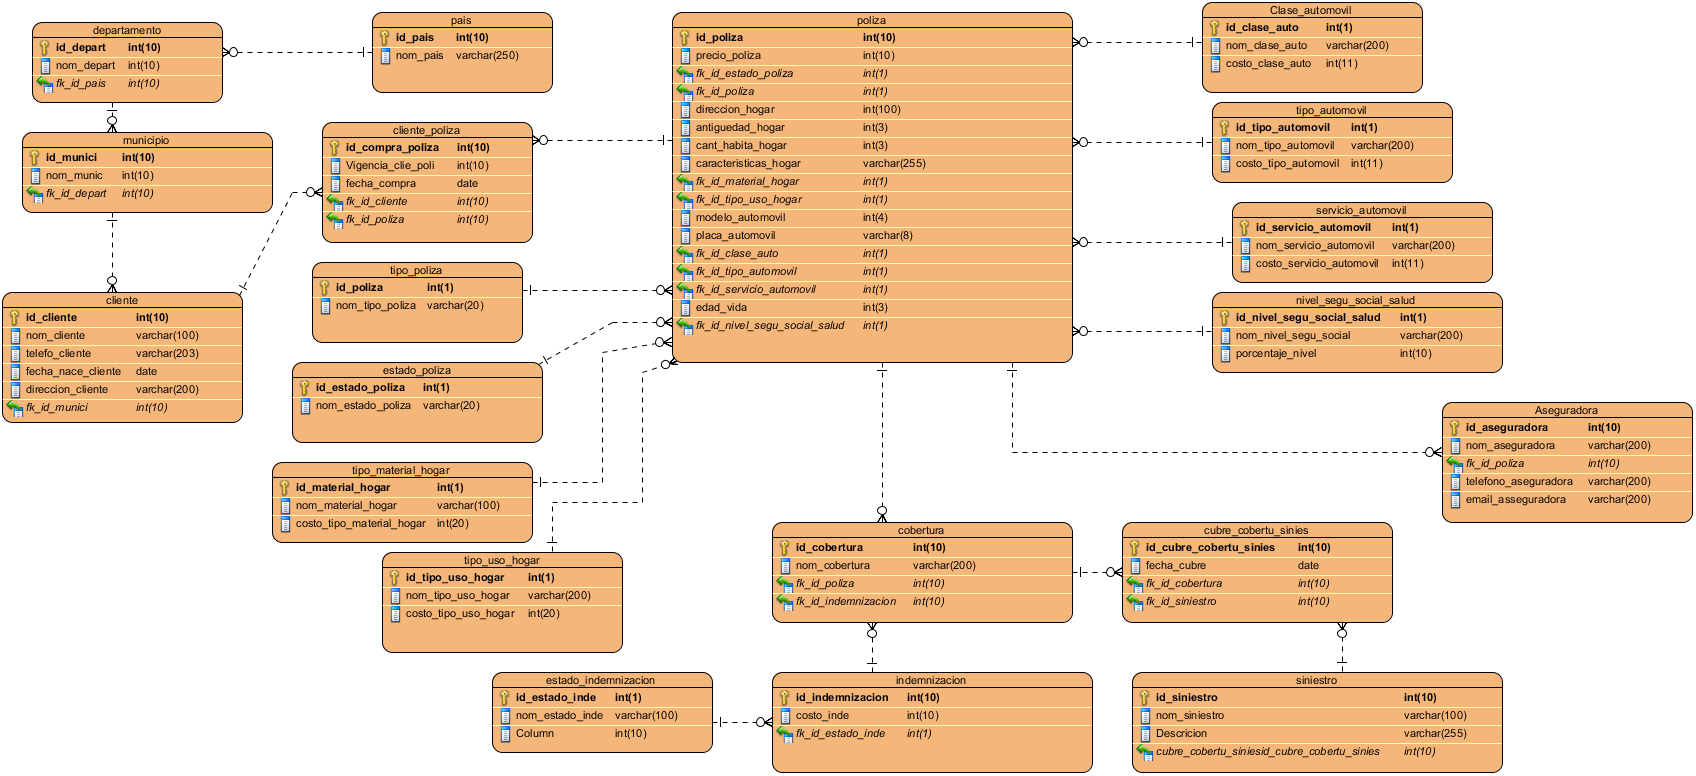 departamento
id_depart int(10)
nom_depart int(10)
fk_id_pais int(10)
pais
id_pais int(10)
nom_pais varchar(250)
municipio
id_munici int(10)
nom_munic int(10)
fk_id_depart int(10)
cliente_poliza
id_compra_poliza int(10)
Vigencia_clie_poli int(10)
fecha_compra date
fk_id_cliente int(10)
fk_id_poliza int(10)
cliente
id_cliente int(10)
nom_cliente varchar(100)
telefo_cliente varchar(203)
fecha_nace_cliente date
direccion_cliente varchar(200)
fk_id_munici int(10)
tipo_poliza
id_poliza int(1)
nom_tipo_poliza varchar(20)
estado_poliza
id_estado_poliza int(1)
nom_estado_poliza varchar(20)
tipo_material_hogar
id_material_hogar int(1)
nom_material_hogar varchar(100)
costo_tipo_material_hogar int(20)
tipo_uso_hogar
id_tipo_uso_hogar int(1)
nom_tipo_uso_hogar varchar(200)
costo_tipo_uso_hogar int(20)
poliza
id_poliza int(10)
precio_poliza int(10)
fk_id_estado_poliza int(1)
fk_id_poliza int(1)
direccion_hogar int(100)
antiguedad_hogar int(3)
cant_habita_hogar int(3)
caracteristicas_hogar varchar(255)
fk_id_material_hogar int(1)
fk_id_tipo_uso_hogar int(1)
modelo_automovil int(4)
placa_automovil varchar(8)
fk_id_clase_auto int(1)
fk_id_tipo_automovil int(1)
fk_id_servicio_automovil int(1)
edad_vida int(3)
fk_id_nivel_segu_social_salud int(1)
Clase_automovil
id_clase_auto int(1)
nom_clase_auto varchar(200)
costo_clase_auto int(11)
tipo_automovil
id_tipo_automovil int(1)
nom_tipo_automovil varchar(200)
costo_tipo_automovil int(11)
servicio_automovil
id_servicio_automovil int(1)
nom_servicio_automovil varchar(200)
costo_servicio_automovil int(11)
nivel_segu_social_salud
id_nivel_segu_social_salud int(1)
nom_nivel_segu_social varchar(200)
porcentaje_nivel int(10)
Aseguradora
id_aseguradora int(10)
nom_aseguradora varchar(200)
fk_id_poliza int(10)
telefono_aseguradora varchar(200)
email_asseguradora varchar(200)
cobertura
id_cobertura int(10)
nom_cobertura varchar(200)
fk_id_poliza int(10)
fk_id_indemnizacion int(10)
cubre_cobertu_sinies
id_cubre_cobertu_sinies int(10)
fecha_cubre date
fk_id_cobertura int(10)
fk_id_siniestro int(10)
estado_indemnizacion
id_estado_inde int(1)
nom_estado_inde varchar(100)
Column int(10)
indemnizacion
id_indemnizacion int(10)
costo_inde int(10)
fk_id_estado_inde int(1)
siniestro
id_siniestro int(10)
nom_siniestro varchar(100)
Descricion varchar(255)
cubre_cobertu_siniesid_cubre_cobertu_sinies int(10)